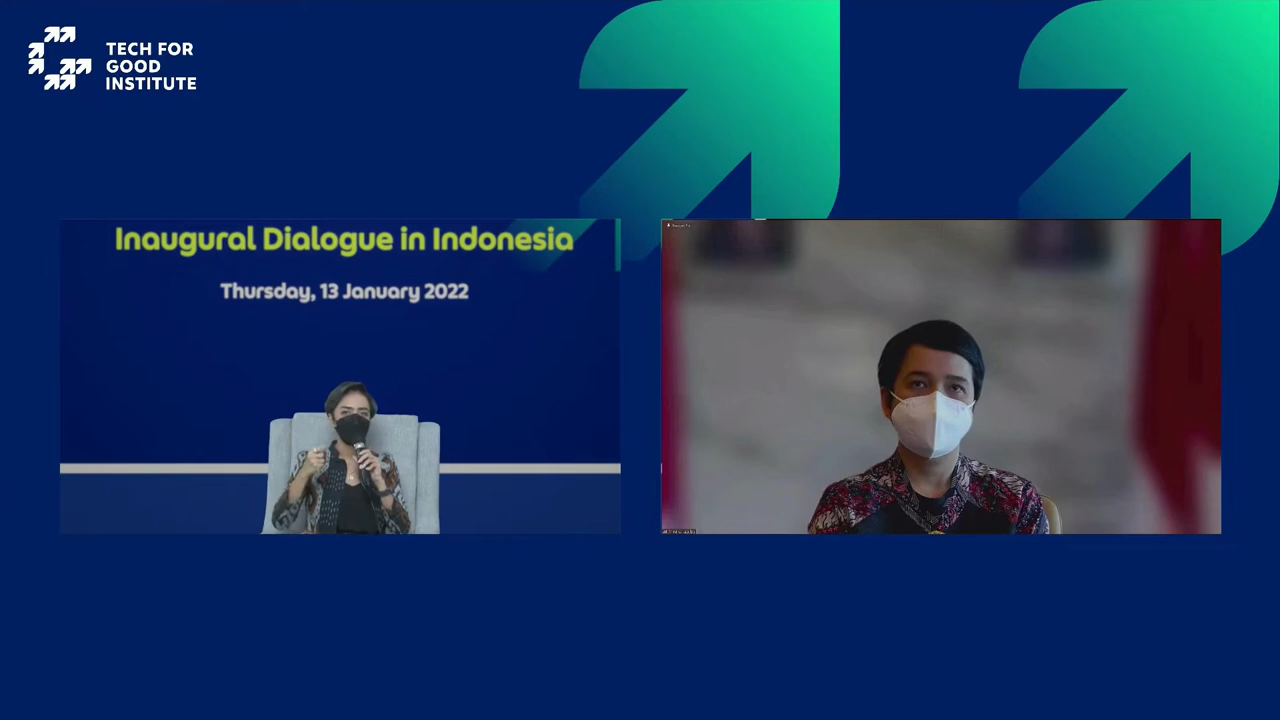 TECH FOR
GOOD
INSTITUTE
Inaugural Dialogue in Indonesia
Thursday, 13 January 2022